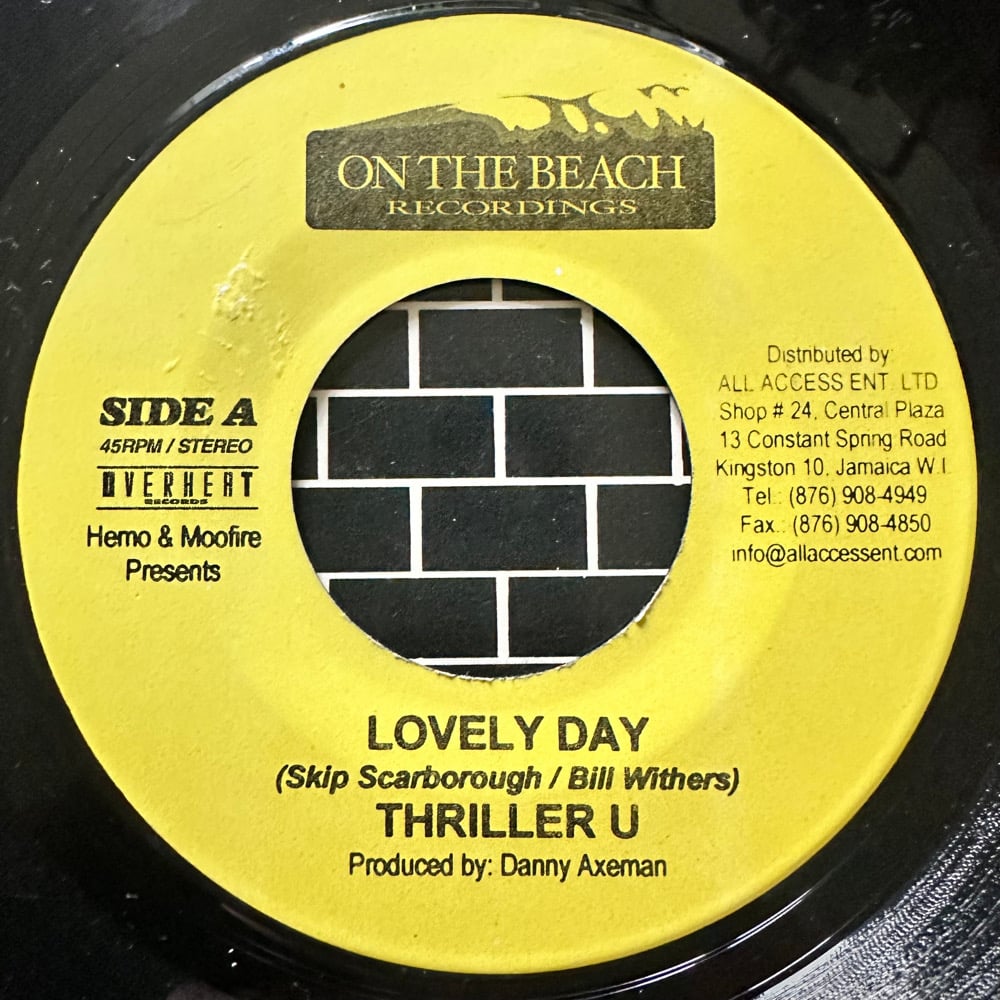 ON THE BEACH
RECORDINGS
SIDE A
45RPM / STEREO
OVERHEAT
RECORDS
Hemo & Moofire
Presents
Distributed by:
ALL ACCESS ENT. LTD
Shop # 24, Central Plaza
13 Constant Spring Road
Kingston 10, Jamaica W.I.
Tel.: (876) 908-4949
Fax.: (876) 908-4850
info@allaccessent.com
LOVELY DAY
(Skip Scarborough / Bill Withers)
THRILLER U
Produced by: Danny Axeman